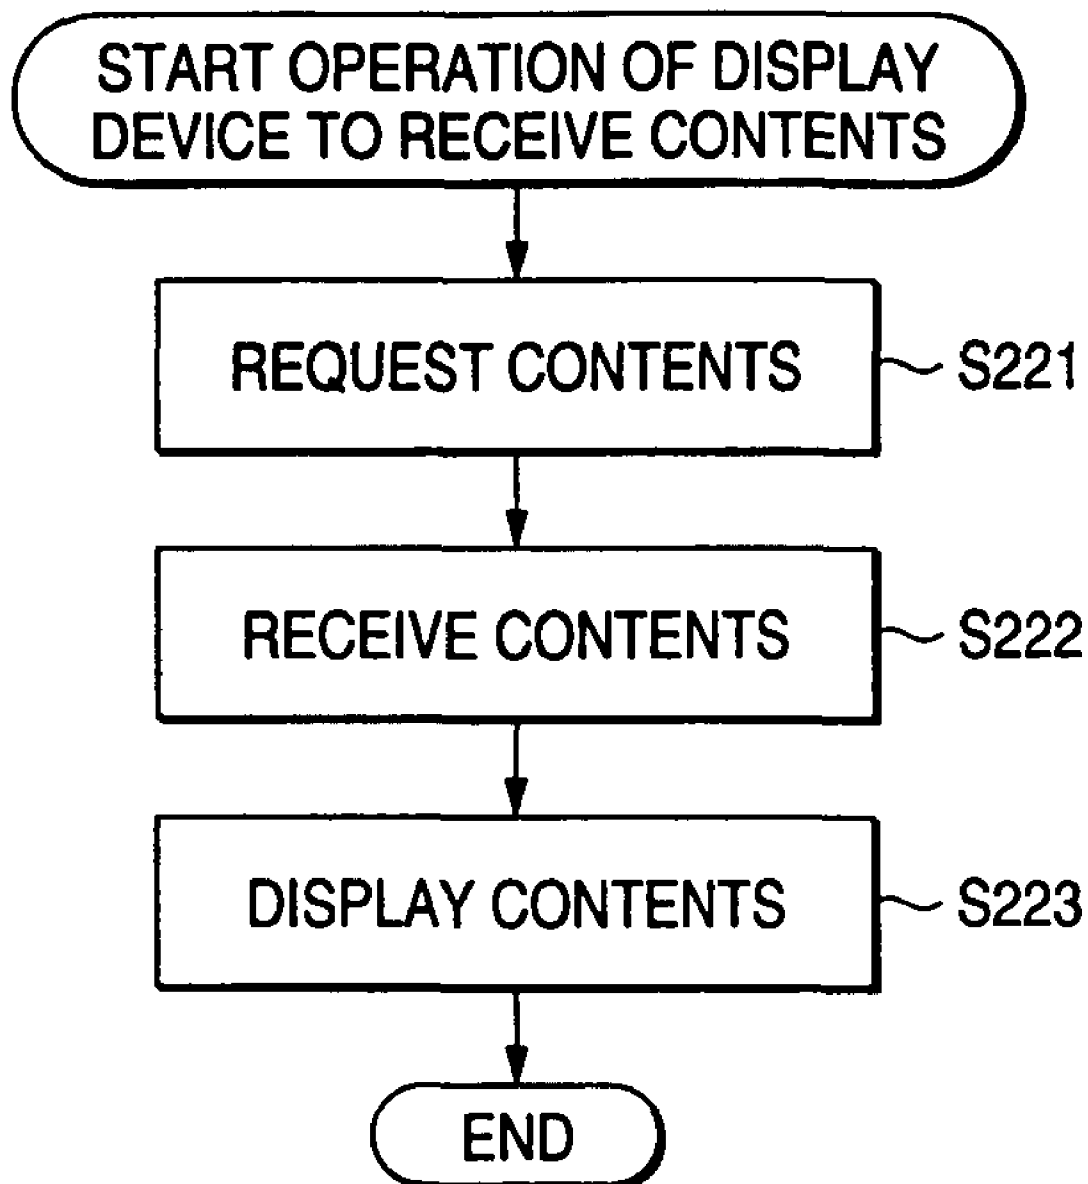 START OPERATION OF DISPLAY
DEVICE TO RECEIVE CONTENTS
REQUEST CONTENTS
S221
RECEIVE CONTENTS
S222
DISPLAY CONTENTS
S223
END